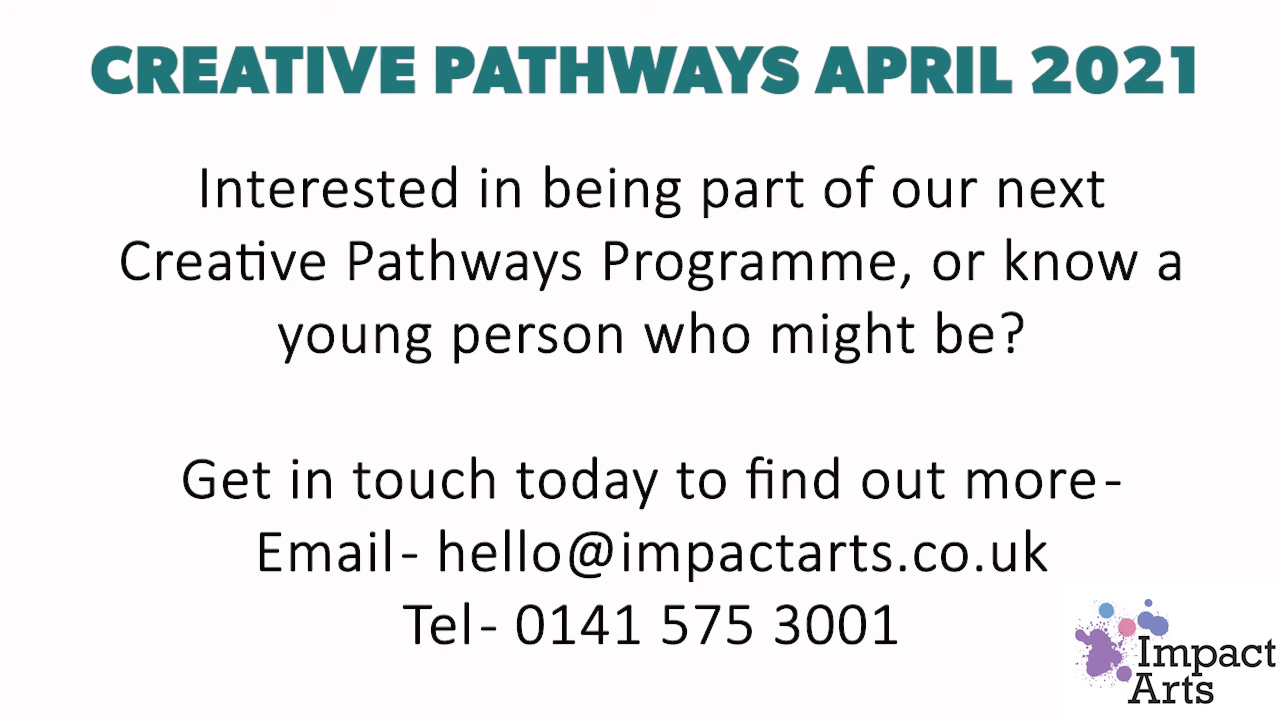 CREATIVE PATHWAYS APRIL 2021
Interested in being part of our next
Creative Pathways Programme, or know a
young person who might be?
Get in touch today to find out more-
Email- hello@impactarts.co.uk
Tel- 0141 575 3001
Impact
Arts